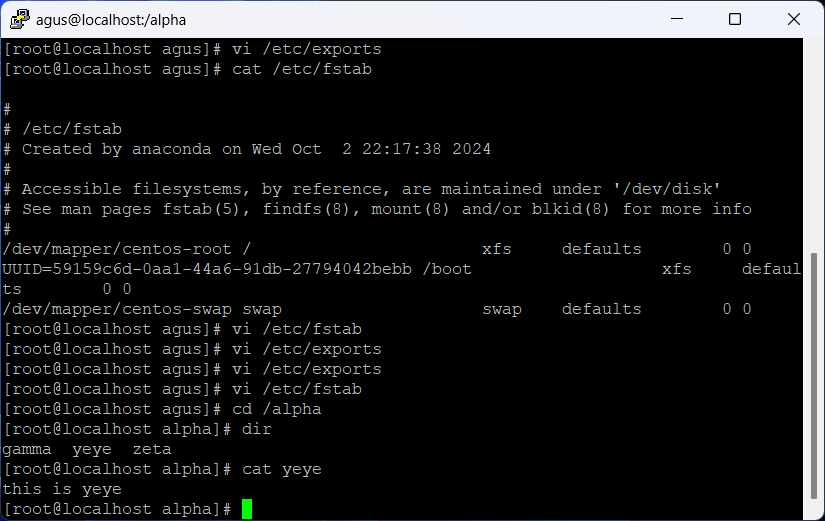 agus@localhost:/alpha
[root@localhost agus]# vi /etc/exports
[root@localhost agus]# cat /etc/fstab
#
# /etc/fstab
# Created by anaconda on Wed Oct  2 22:17:38 2024
#
# Accessible filesystems, by reference, are maintained under '/dev/disk'
# See man pages fstab(5), findfs(8), mount(8) and/or blkid(8) for more info
#
/dev/mapper/centos-root /                       xfs     defaults        0 0
UUID=59159c6d-0aa1-44a6-91db-27794042bebb /boot                   xfs     defaul
ts        0 0
/dev/mapper/centos-swap swap                    swap    defaults        0 0
[root@localhost agus]# vi /etc/fstab
[root@localhost agus]# vi /etc/exports
[root@localhost agus]# vi /etc/exports
[root@localhost agus]# vi /etc/fstab
[root@localhost agus]# cd /alpha
[root@localhost alpha]# dir
gamma  yeye  zeta
[root@localhost alpha]# cat yeye
this is yeye
[root@localhost alpha]#